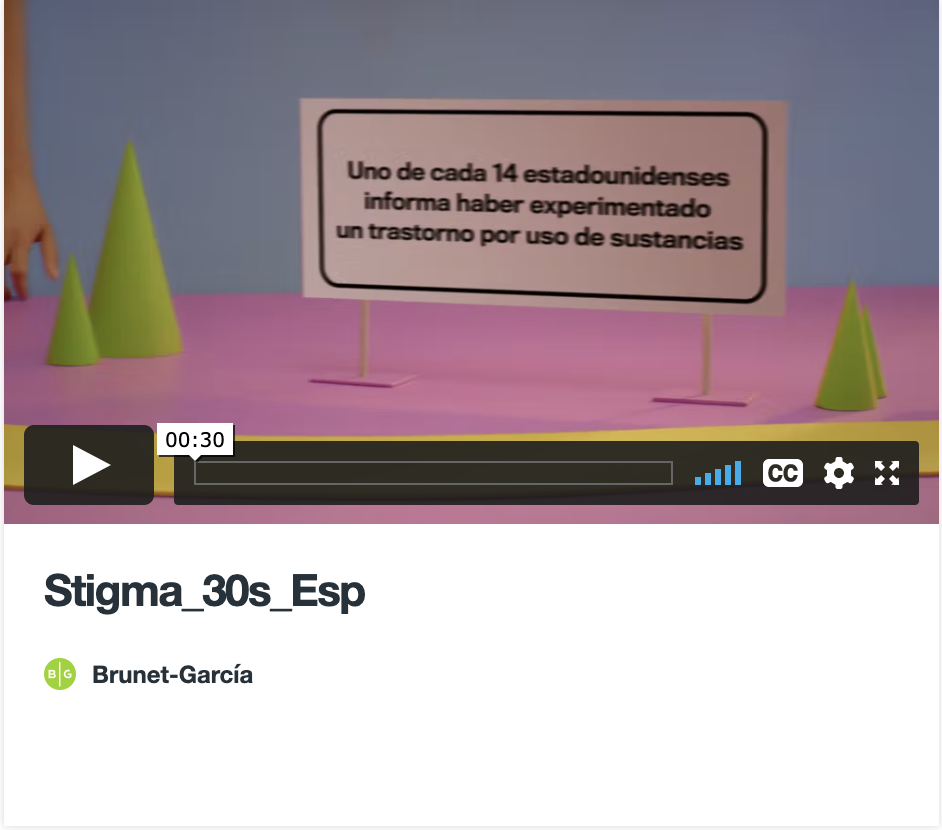 Uno de cada 14 estadounidenses
informa haber experimentado
un trastorno por uso de sustancias
00:30
CC
Stigma_30s_Esp
B|G
Brunet-García